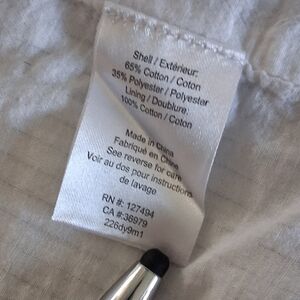 Shell / Extérieur:
65% Cotton / Coton
35% Polyester / Polyester
Lining / Doublure:
100% Cotton / Coton
Made in China
Fabriqué en Chine
See reverse for care
Voir au dos pour instructions
de lavage
RN #: 127494
CA #:38979
226dy9m1